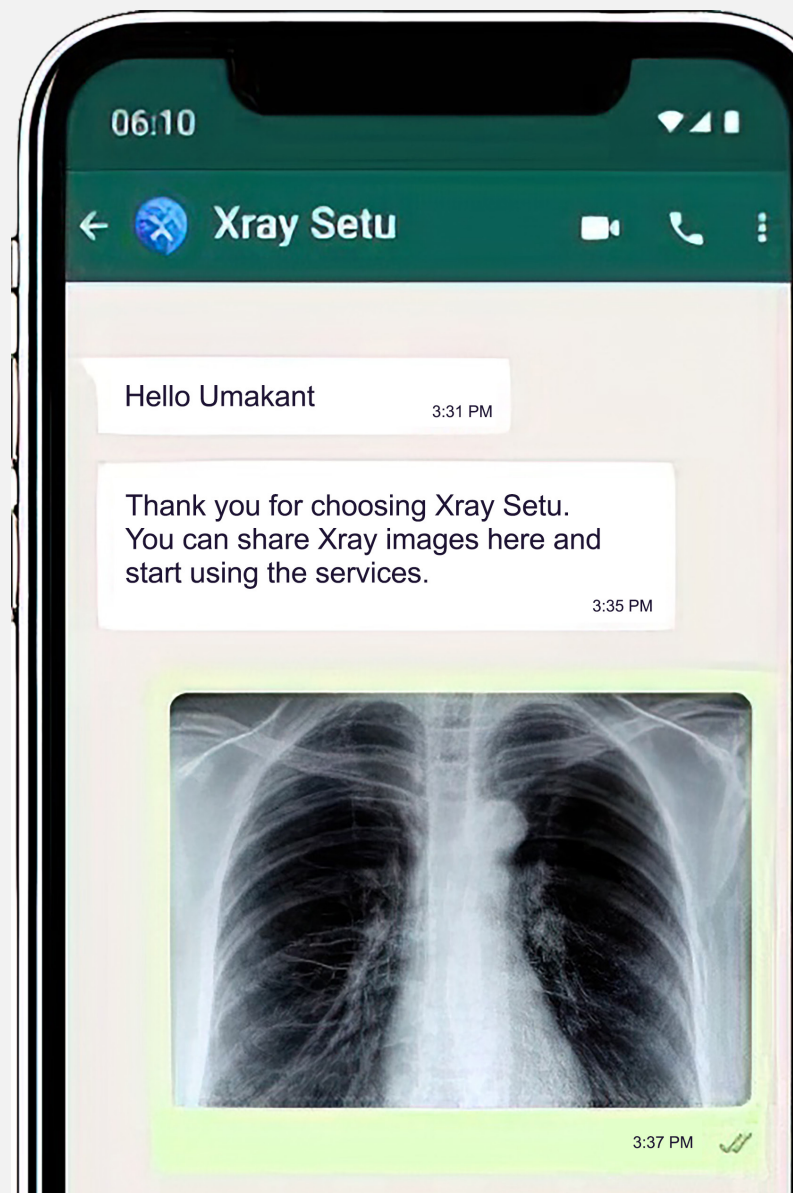 06:10
Xray Setu
Hello Umakant
3:31 PM
Thank you for choosing Xray Setu.
You can share Xray images here and
start using the services.
3:35 PM
3:37 PM